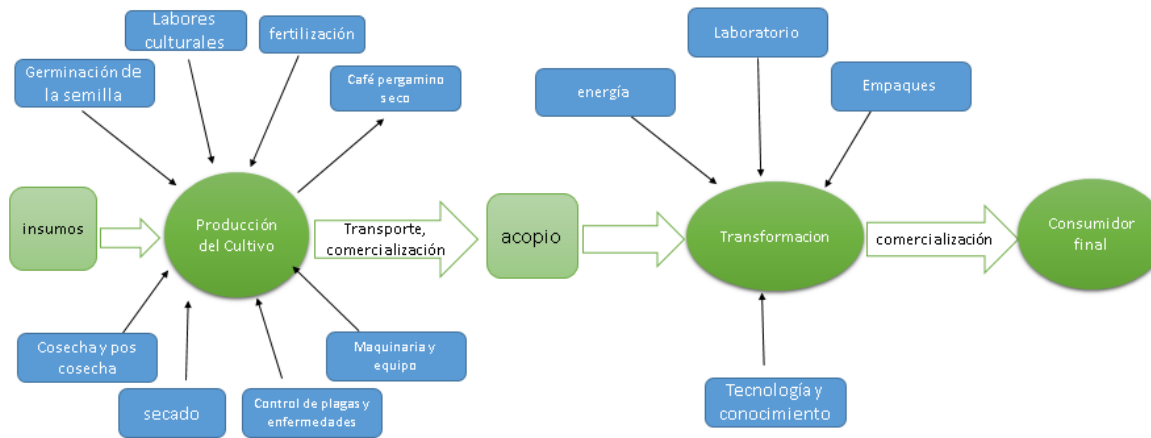 Labores
culturales
fertilización
Germinación de
la semilla
Café pergamino
seco
Laboratorio
energía
Empaques
insumos
Producción
del Cultivo
Transporte,
comercialización
acopio
Transformacion
comercialización
Consumidor
final
Cosecha y pos
cosecha
secado
Control de plagas y
enfermedades
Maquinaria y
equipo
Tecnología y
conocimiento